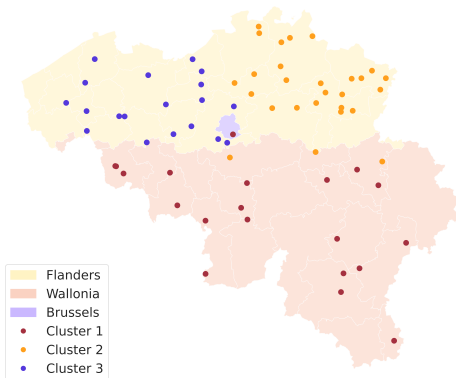 Flanders
Wallonia
Brussels
Cluster 1
Cluster 2
Cluster 3